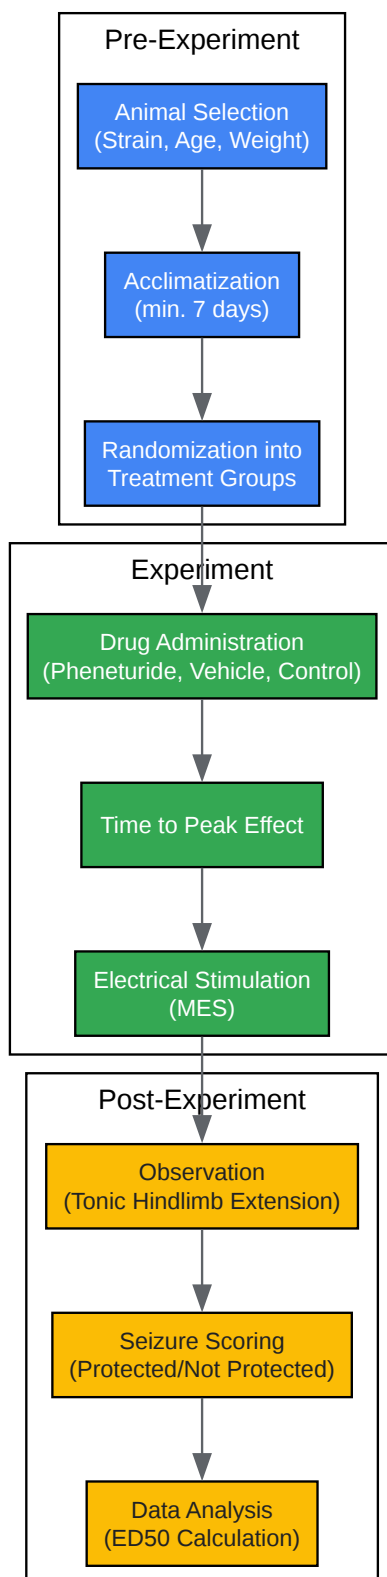 Pre-Experiment
Animal Selection
(Strain, Age, Weight)
Acclimatization
(min. 7 days)
Randomization into
Treatment Groups
Experiment
Drug Administration
(Pheneturide, Vehicle, Control)
Time to Peak Effect
Electrical Stimulation
(MES)
Post-Experiment
Observation
(Tonic Hindlimb Extension)
Seizure Scoring
(Protected/Not Protected)
Data Analysis
(ED50 Calculation)